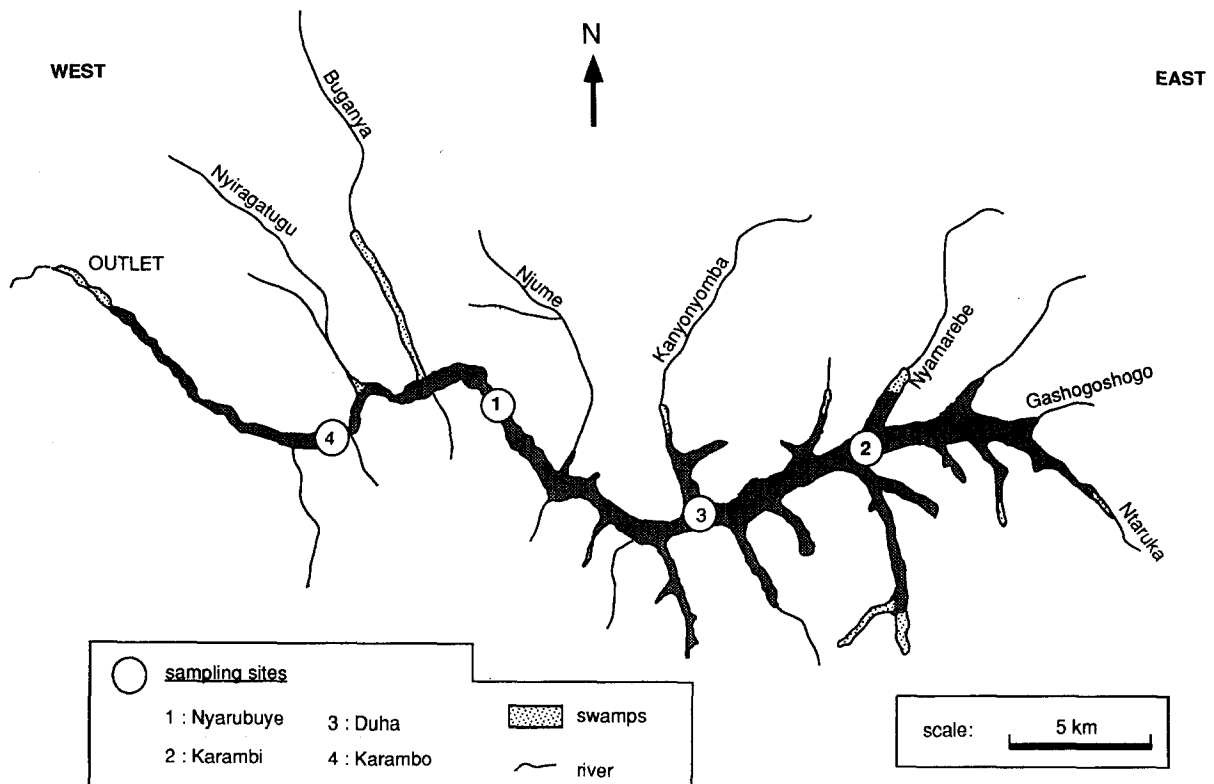 N
WEST
EAST
Buganya
Nyiragatugu
OUTLET
Njume
Kanyonyomba
Nyamarebe
Gashogoshogo
Ntaruka
1
2
3
4
sampling sites
1 : Nyarubuye
3 : Duha
2 : Karambi
4 : Karambo
swamps
river
scale: 5 km